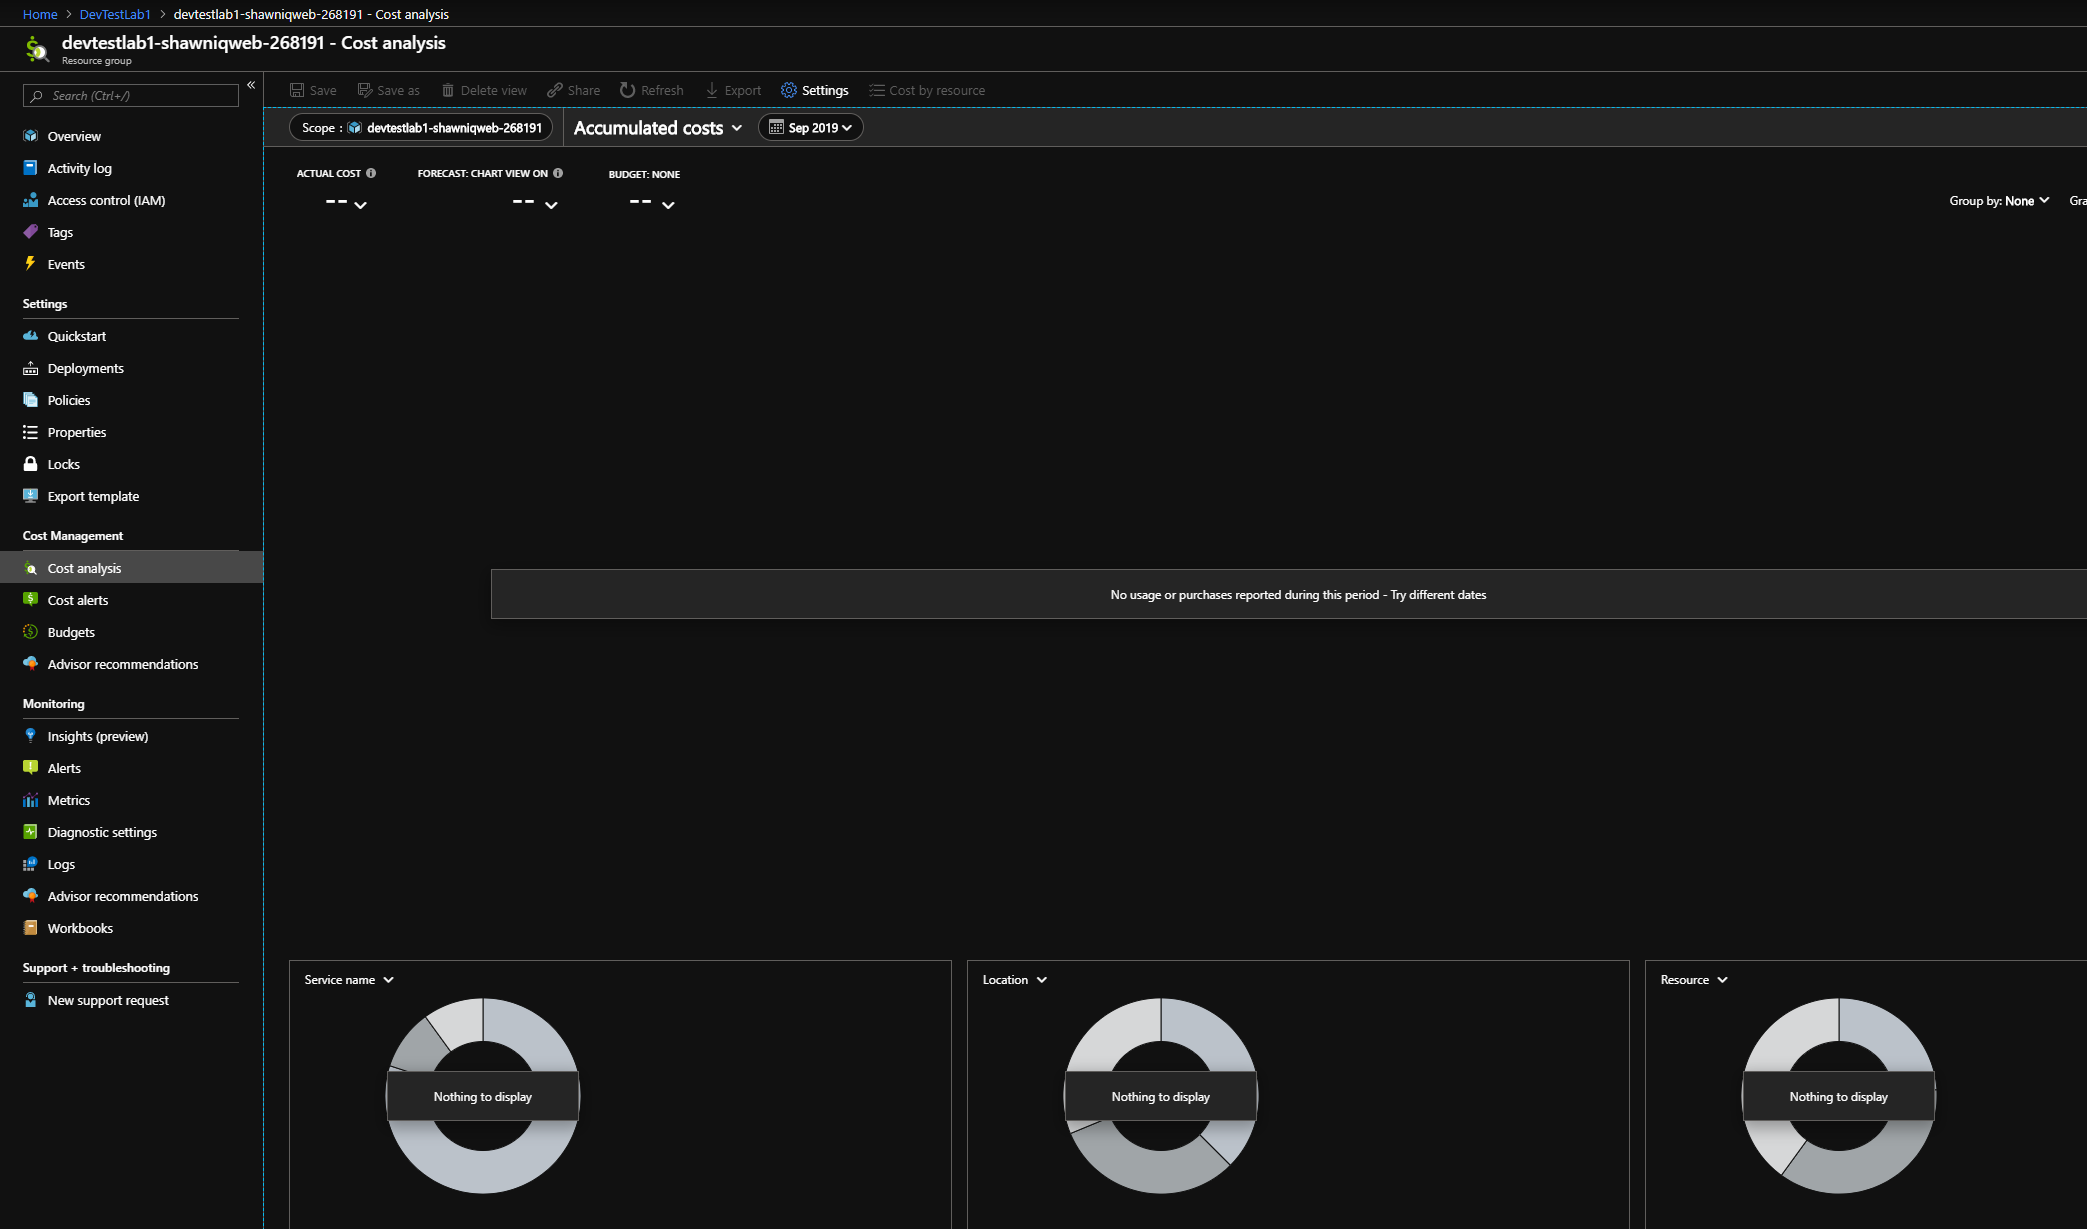 Home > DevTestLab1 > devtestlab1-shawniqweb-268191 - Cost analysis
devtestlab1-shawniqweb-268191 - Cost analysis
Resource group
Search (Ctrl+/)
«
Overview
Activity log
Access control (IAM)
Tags
Events
Settings
Quickstart
Deployments
Policies
Properties
Locks
Export template
Cost Management
Cost analysis
Cost alerts
Budgets
Advisor recommendations
Monitoring
Insights (preview)
Alerts
Metrics
Diagnostic settings
Logs
Advisor recommendations
Workbooks
Support + troubleshooting
New support request
Save Save as Delete view Share Refresh Export Settings Cost by resource
Scope : devtestlab1-shawniqweb-268191 Accumulated costs Sep 2019
ACTUAL COST FORECAST: CHART VIEW ON BUDGET: NONE
-- -- --
Group by: None Gra
No usage or purchases reported during this period - Try different dates
Service name
Nothing to display
Location
Nothing to display
Resource
Nothing to display